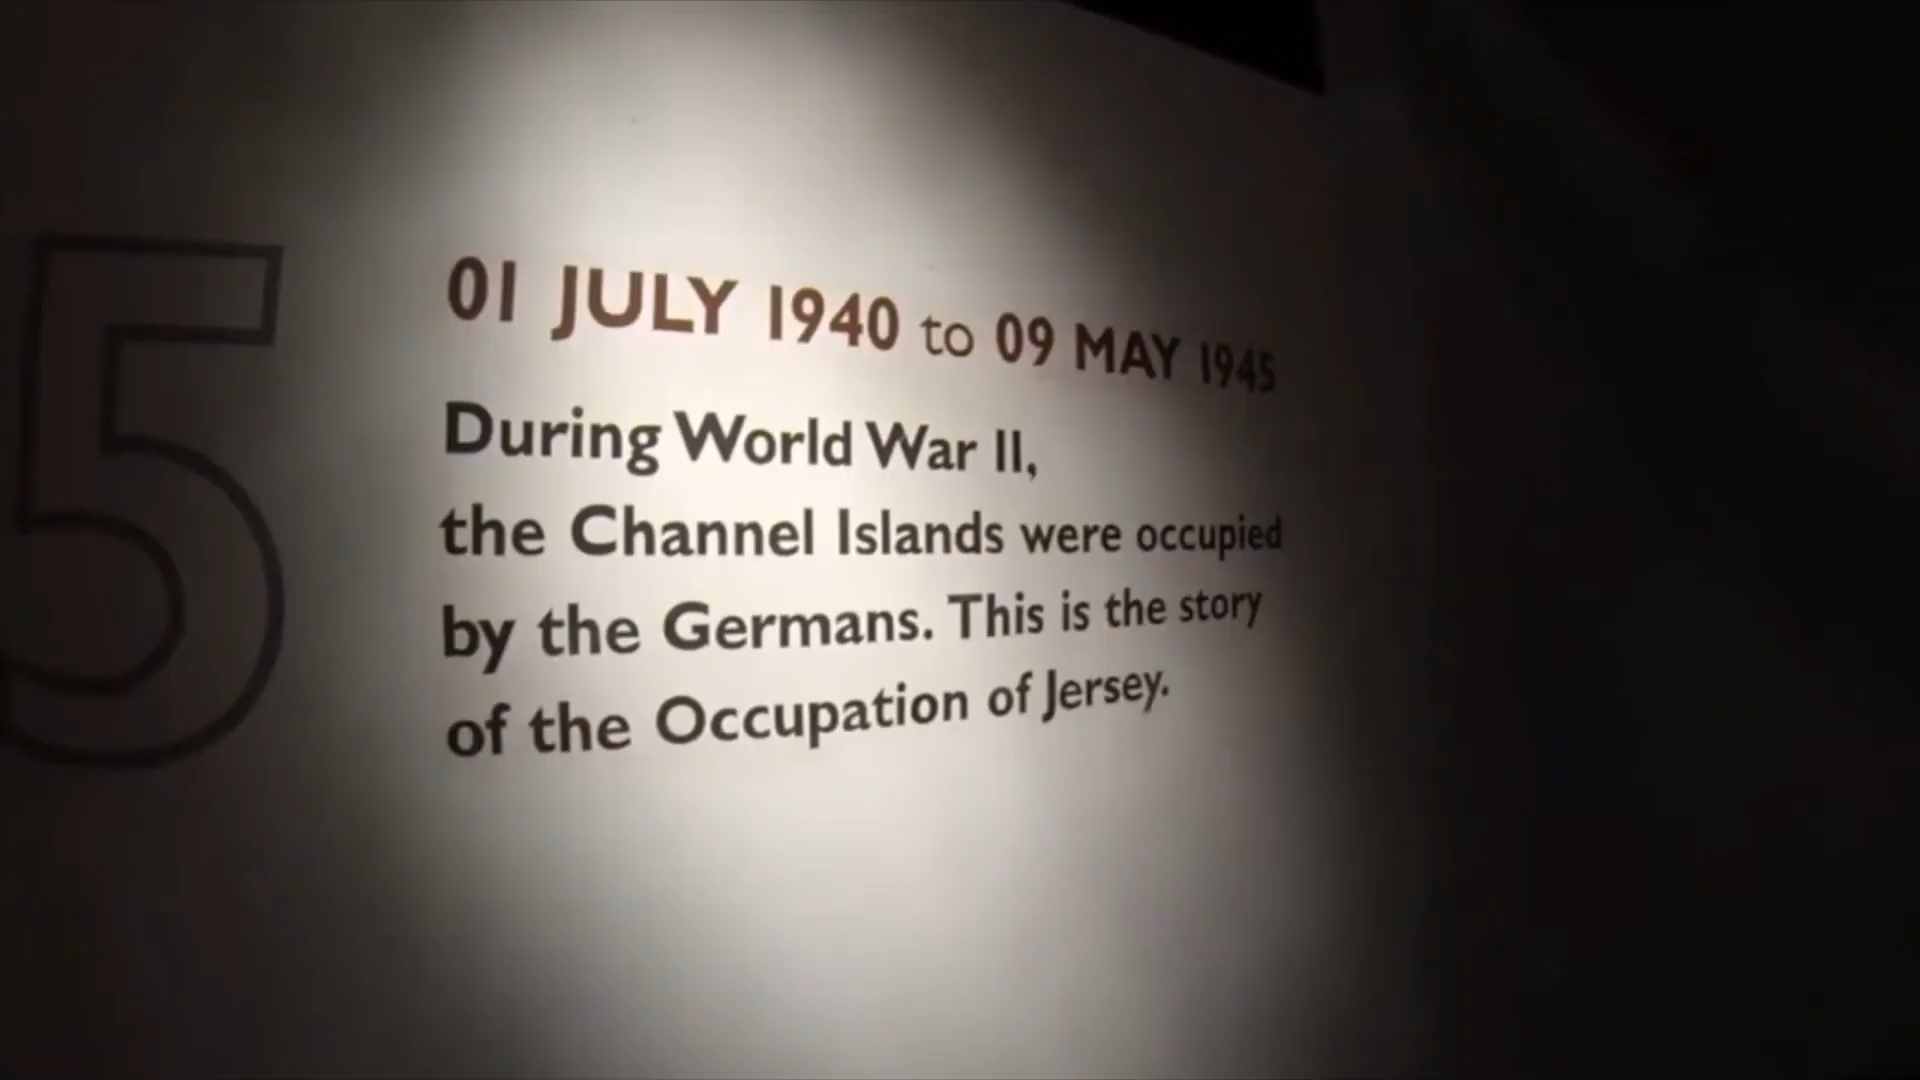 5
01 JULY 1940 to 09 MAY 1945
During World War II,
the Channel Islands were occupied
by the Germans. This is the story
of the Occupation of Jersey.